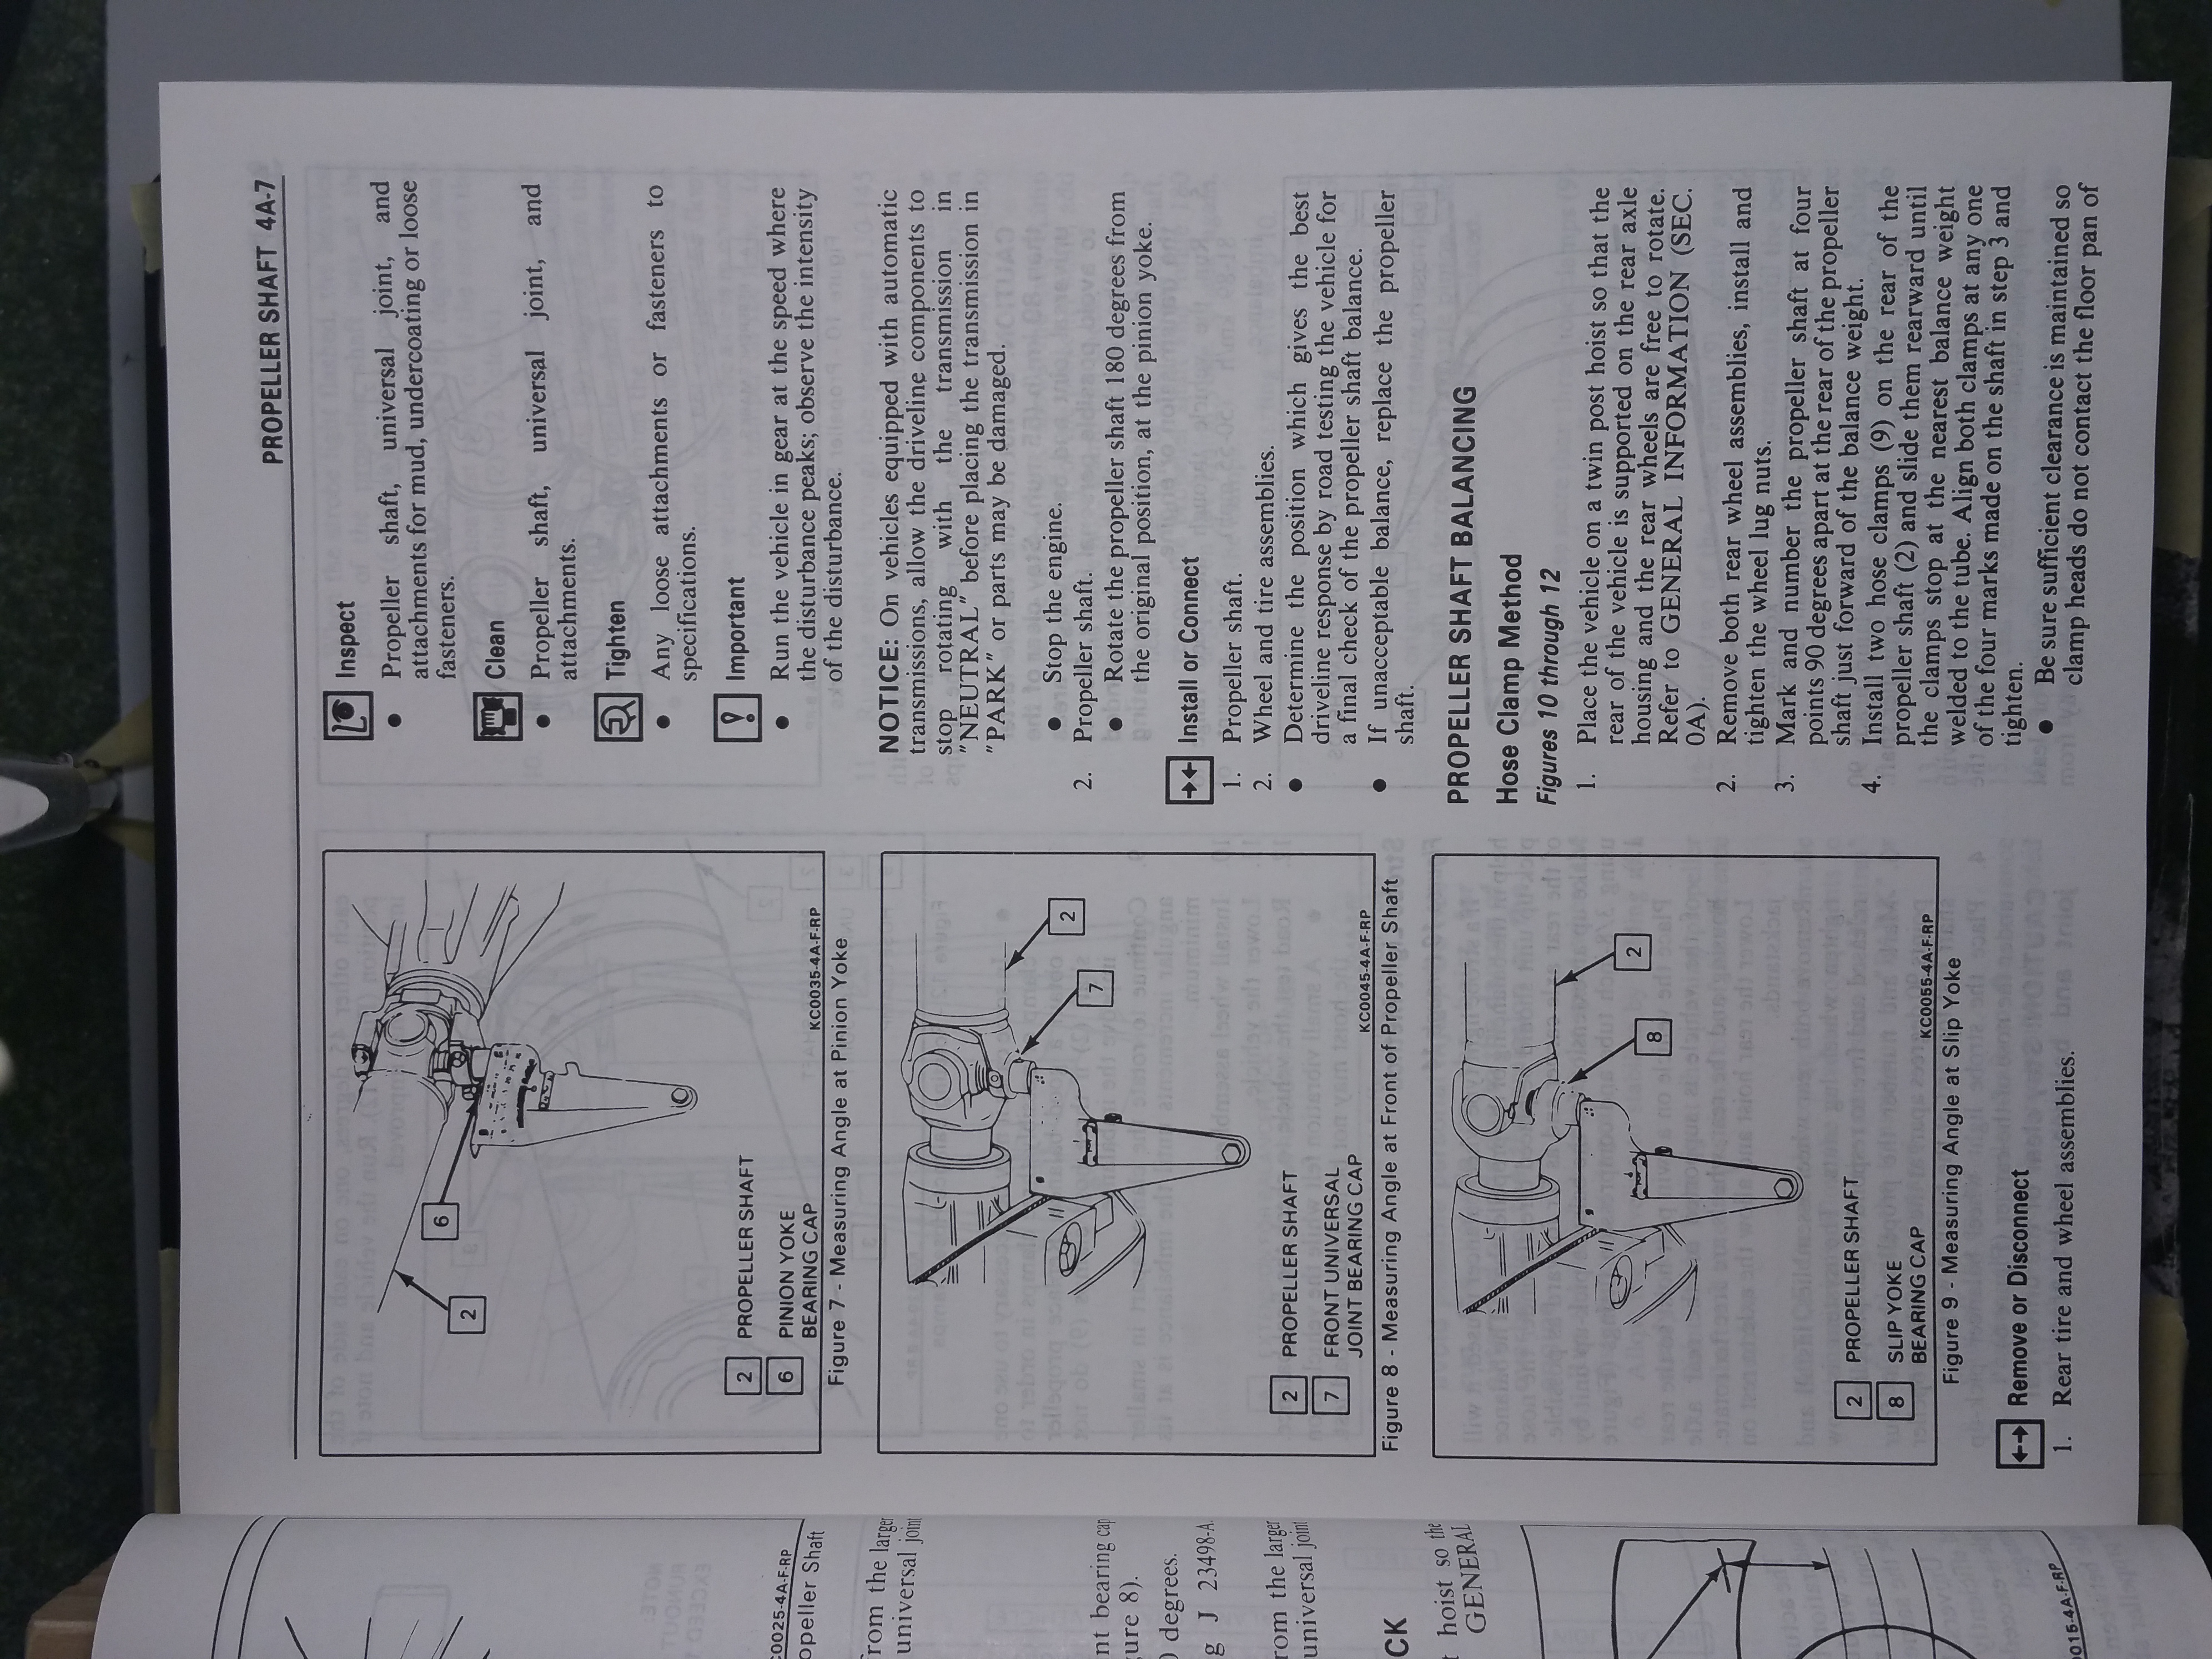 PROPELLER SHAFT 4A-7
2
6
2 PROPELLER SHAFT
6 PINION YOKE
BEARING CAP
KC0035-4A-F-RP
Figure 7 - Measuring Angle at Pinion Yoke
2
7
2 PROPELLER SHAFT
7 FRONT UNIVERSAL
JOINT BEARING CAP
KC0045-4A-F-RP
Figure 8 - Measuring Angle at Front of Propeller Shaft
2
8
2 PROPELLER SHAFT
8 SLIP YOKE
BEARING CAP
KC0055-4A-F-RP
Figure 9 - Measuring Angle at Slip Yoke
Remove or Disconnect
1. Rear tire and wheel assemblies.
Inspect
● Propeller shaft, universal joint, and
attachments for mud, undercoating or loose
fasteners.
Clean
● Propeller shaft, universal joint, and
attachments.
Tighten
● Any loose attachments or fasteners to
specifications.
Important
● Run the vehicle in gear at the speed where
the disturbance peaks; observe the intensity
of the disturbance.
NOTICE: On vehicles equipped with automatic
transmissions, allow the driveline components to
stop rotating with the transmission in
"NEUTRAL" before placing the transmission in
"PARK" or parts may be damaged.
● Stop the engine.
2. Propeller shaft.
● Rotate the propeller shaft 180 degrees from
the original position, at the pinion yoke.
Install or Connect
1. Propeller shaft.
2. Wheel and tire assemblies.
● Determine the position which gives the best
driveline response by road testing the vehicle for
a final check of the propeller shaft balance.
● If unacceptable balance, replace the propeller
shaft.
PROPELLER SHAFT BALANCING
Hose Clamp Method
Figures 10 through 12
1. Place the vehicle on a twin post hoist so that the
rear of the vehicle is supported on the rear axle
housing and the rear wheels are free to rotate.
Refer to GENERAL INFORMATION (SEC.
0A).
2. Remove both rear wheel assemblies, install and
tighten the wheel lug nuts.
3. Mark and number the propeller shaft at four
points 90 degrees apart at the rear of the propeller
shaft just forward of the balance weight.
4. Install two hose clamps (9) on the rear of the
propeller shaft (2) and slide them rearward until
the clamps stop at the nearest balance weight
welded to the tube. Align both clamps at any one
of the four marks made on the shaft in step 3 and
tighten.
● Be sure sufficient clearance is maintained so
clamp heads do not contact the floor pan of
C0025-4A-F-RP
opeller Shaft
from the larger
universal joint
nt bearing cap
gure 8).
degrees.
g J 23498-A.
rom the larger
universal joint
CK
hoist so the
GENERAL
0015-4A-F-RP